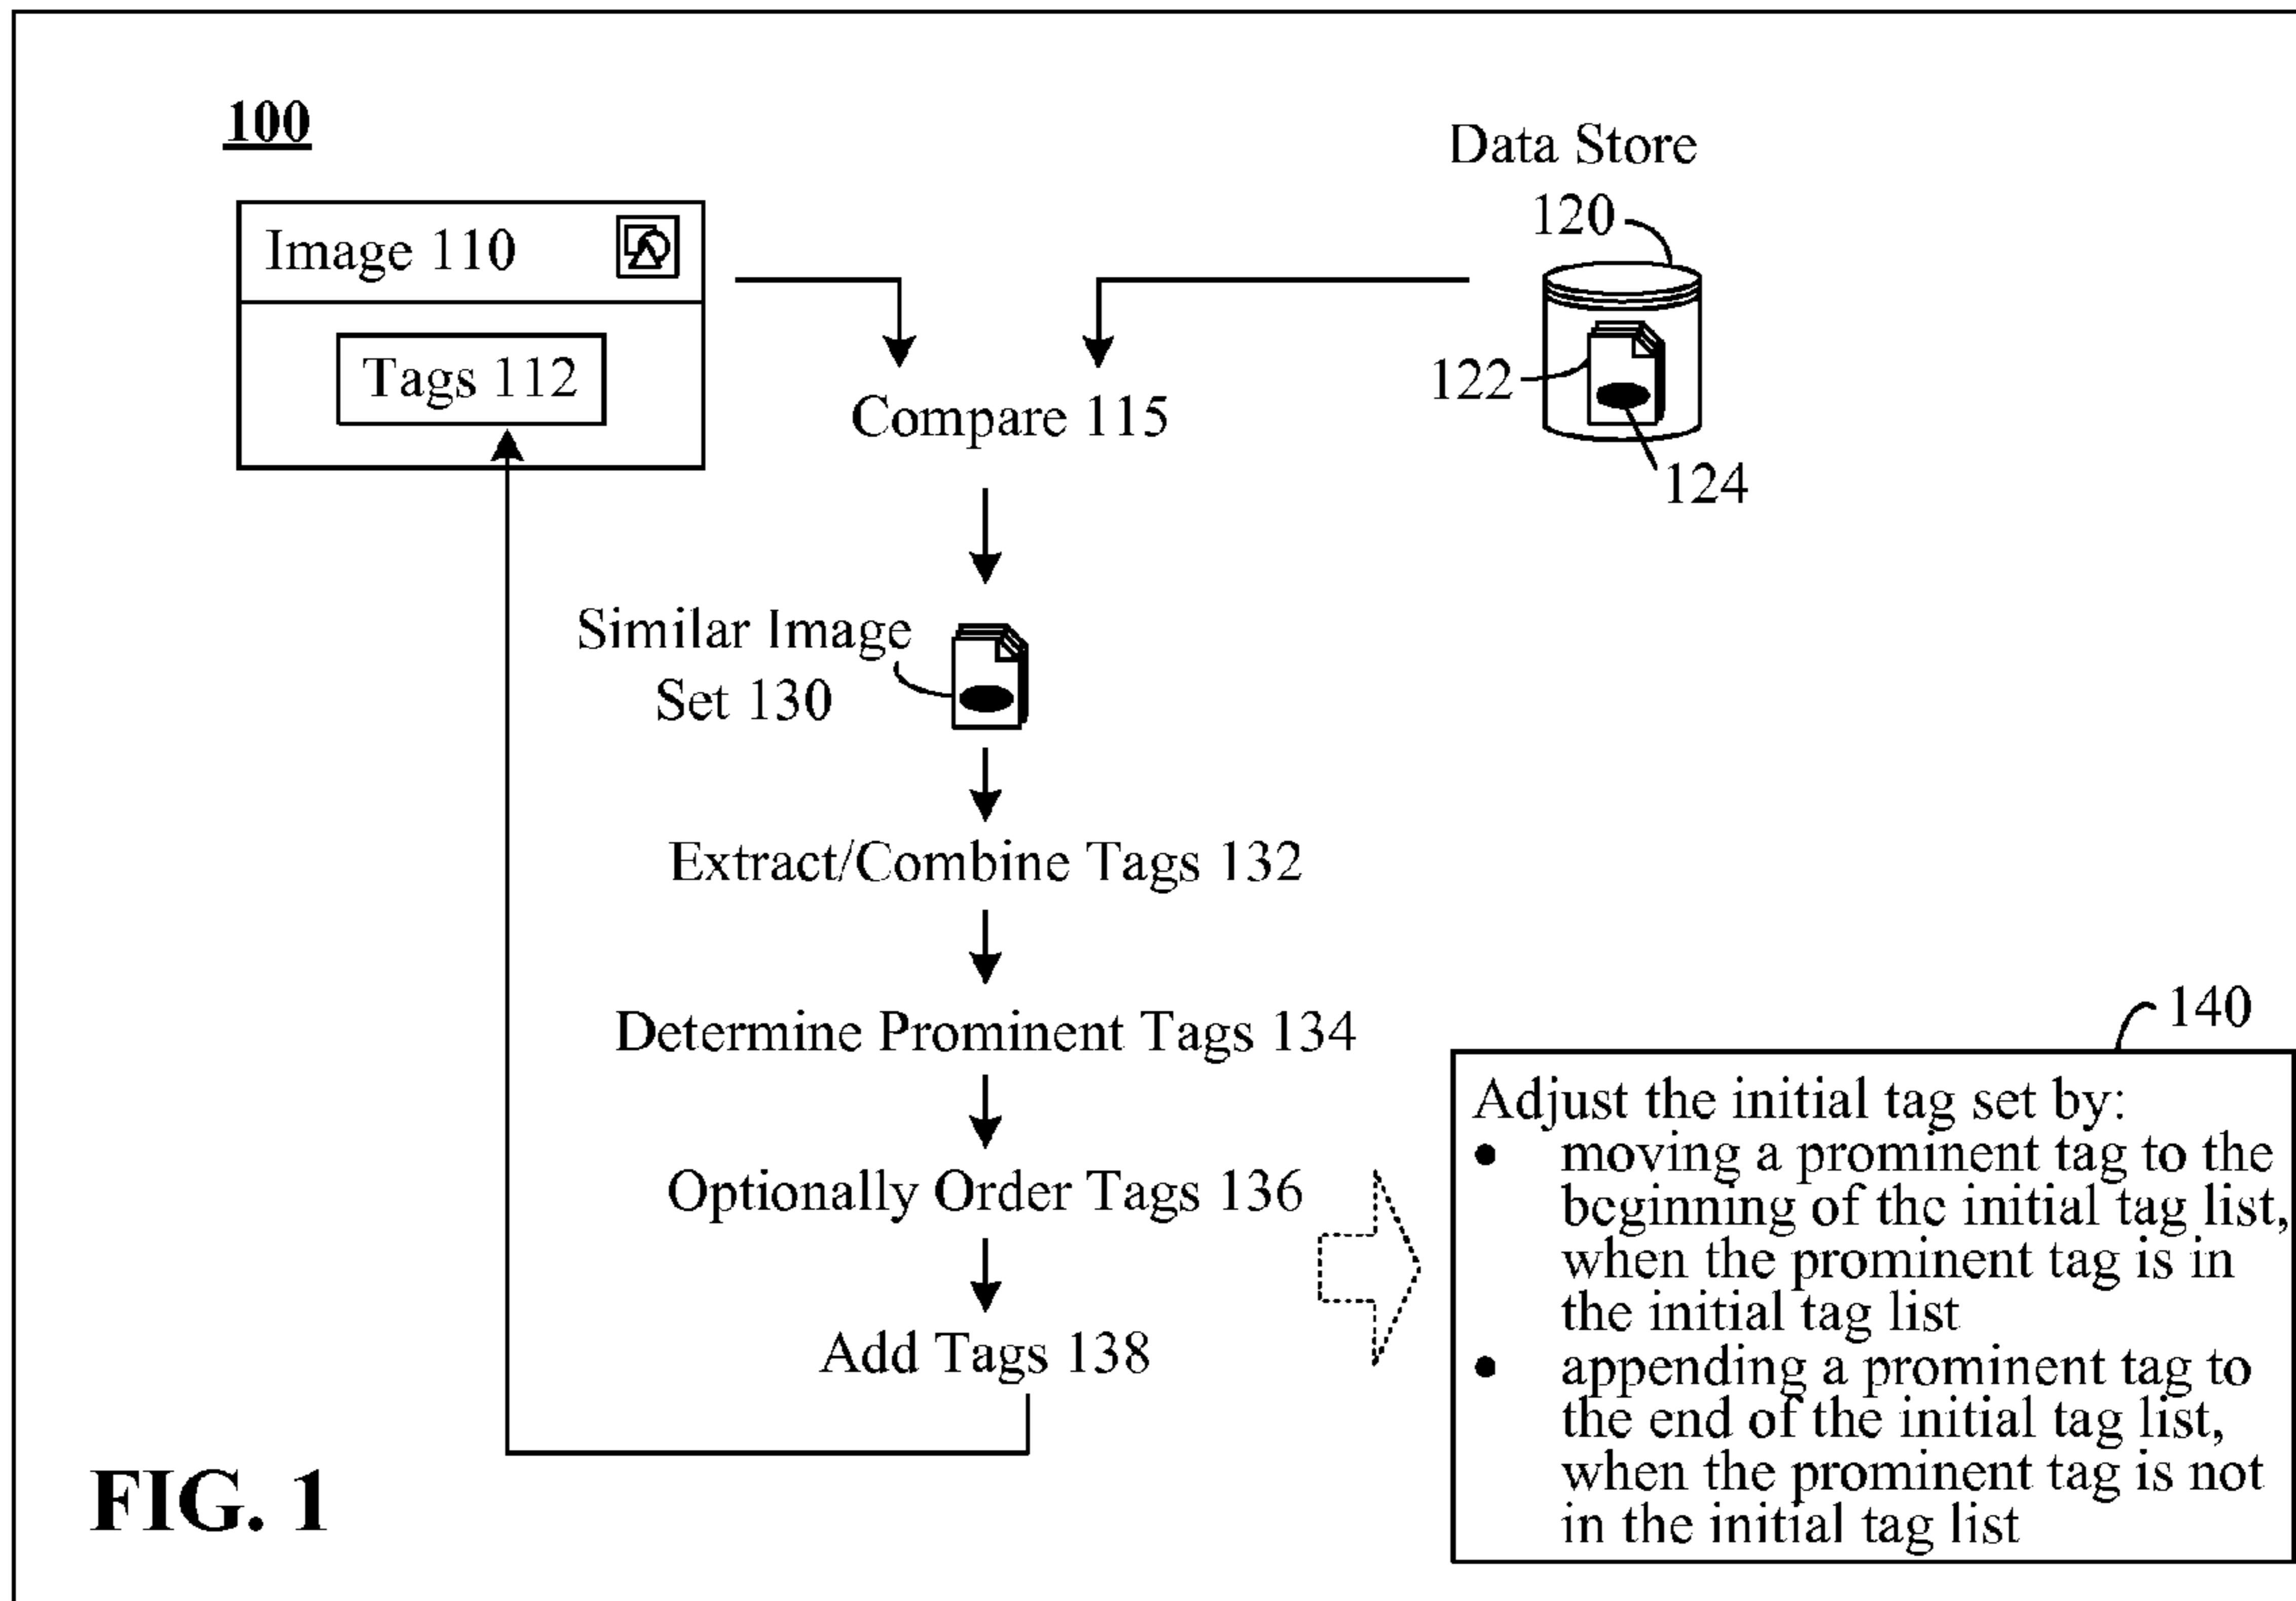 100
Image 110
Tags 112
Data Store
120
122
124
Compare 115
Similar Image
Set 130
Extract/Combine Tags 132
Determine Prominent Tags 134
Optionally Order Tags 136
Add Tags 138
140
Adjust the initial tag set by:
• moving a prominent tag to the
beginning of the initial tag list,
when the prominent tag is in
the initial tag list
• appending a prominent tag to
the end of the initial tag list,
when the prominent tag is not
in the initial tag list
FIG. 1